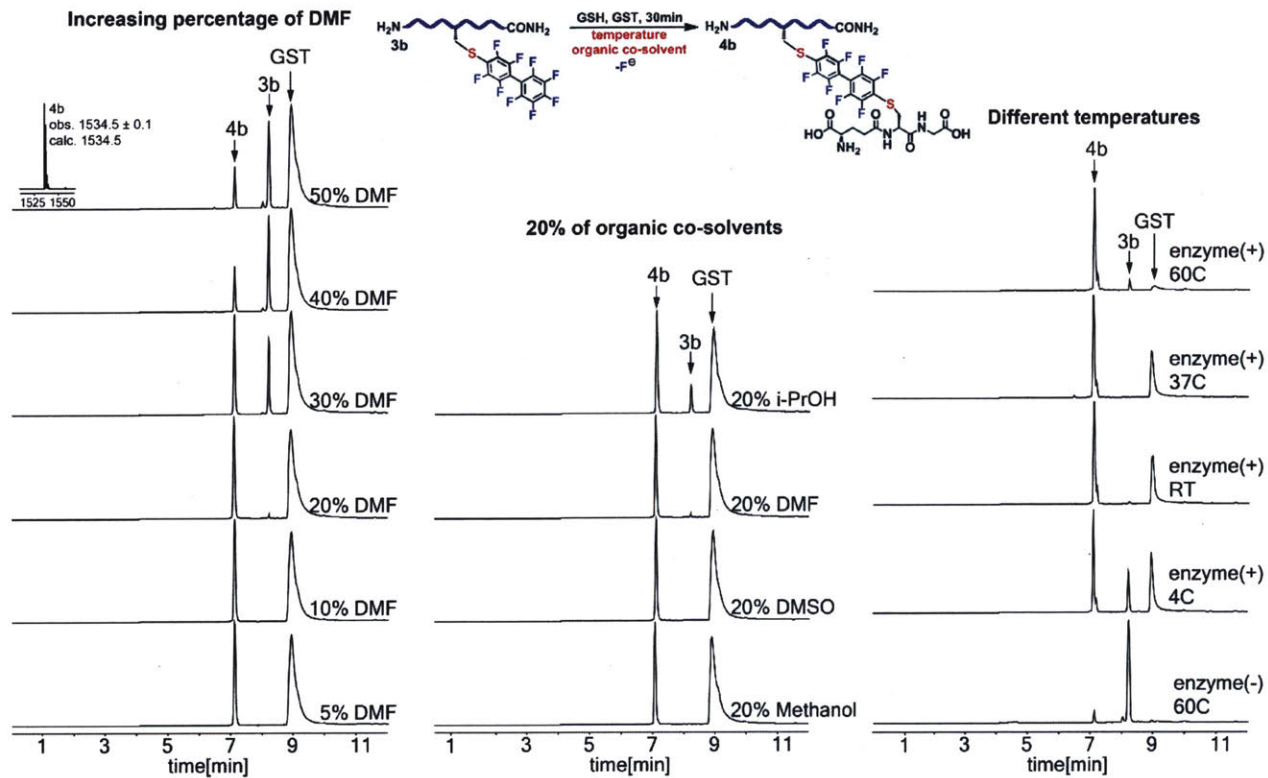 Increasing percentage of DMF
H₂N
CONH₂
3b
S
F F F F F F F F F
GSH, GST, 30min
temperature
organic co-solvent
-F⊖
H₂N
CONH₂
4b
S
F F F F F F F F
S
HO
O
NH₂
O
N
H
O
H
N
O
OH
4b
obs. 1534.5 ± 0.1
calc. 1534.5
1525 1550
4b
3b
GST
50% DMF
40% DMF
30% DMF
20% DMF
10% DMF
5% DMF
1 3 5 7 9 11
time[min]
20% of organic co-solvents
4b
3b
GST
20% i-PrOH
20% DMF
20% DMSO
20% Methanol
1 3 5 7 9 11
time[min]
Different temperatures
4b
3b
GST
enzyme(+)
60C
enzyme(+)
37C
enzyme(+)
RT
enzyme(+)
4C
enzyme(-)
60C
1 3 5 7 9 11
time[min]